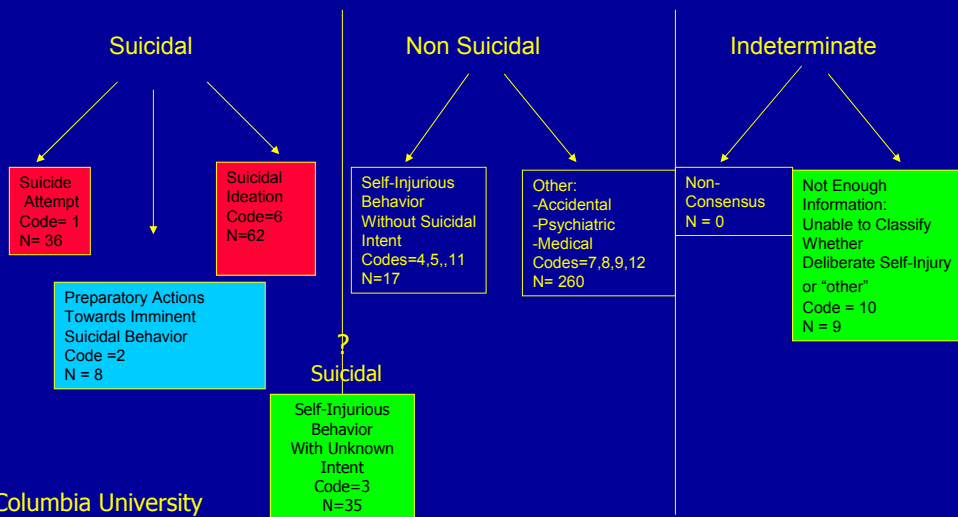 Suicidal
Non Suicidal
Indeterminate
Suicide
Attempt
Code= 1
N= 36
Suicidal
Ideation
Code=6
N=62
Preparatory Actions
Towards Imminent
Suicidal Behavior
Code =2
N = 8
Self-Injurious
Behavior
Without Suicidal
Intent
Codes=4,5,,11
N=17
Other:
-Accidental
-Psychiatric
-Medical
Codes=7,8,9,12
N= 260
Non-
Consensus
N = 0
Not Enough
Information:
Unable to Classify
Whether
Deliberate Self-Injury
or “other”
Code = 10
N = 9
?
Suicidal
Self-Injurious
Behavior
With Unknown
Intent
Code=3
N=35
Columbia University